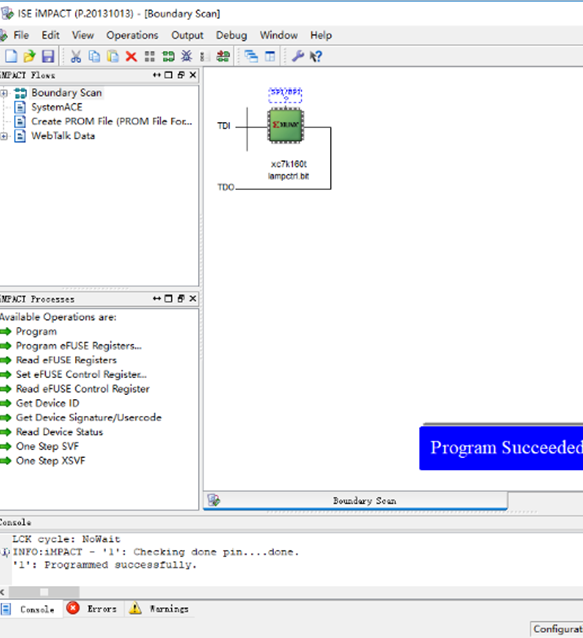 ISE iMPACT (P.20131013) - [Boundary Scan]
File Edit View Operations Output Debug Window Help
iMPACT Flows
Boundary Scan
SystemACE
Create PROM File (PROM File For...
WebTalk Data
TDI
XILINX
xc7k160t
lampctrl.bit
TDO
iMPACT Processes
Available Operations are:
Program
Program eFUSE Registers...
Read eFUSE Registers
Set eFUSE Control Register...
Read eFUSE Control Register
Get Device ID
Get Device Signature/Usercode
Read Device Status
One Step SVF
One Step XSVF
Program Succeeded
Boundary Scan
Console
LCK cycle: NoWait
INFO:iMPACT - '1': Checking done pin....done.
'1': Programmed successfully.
Console Errors Warnings
Configurat